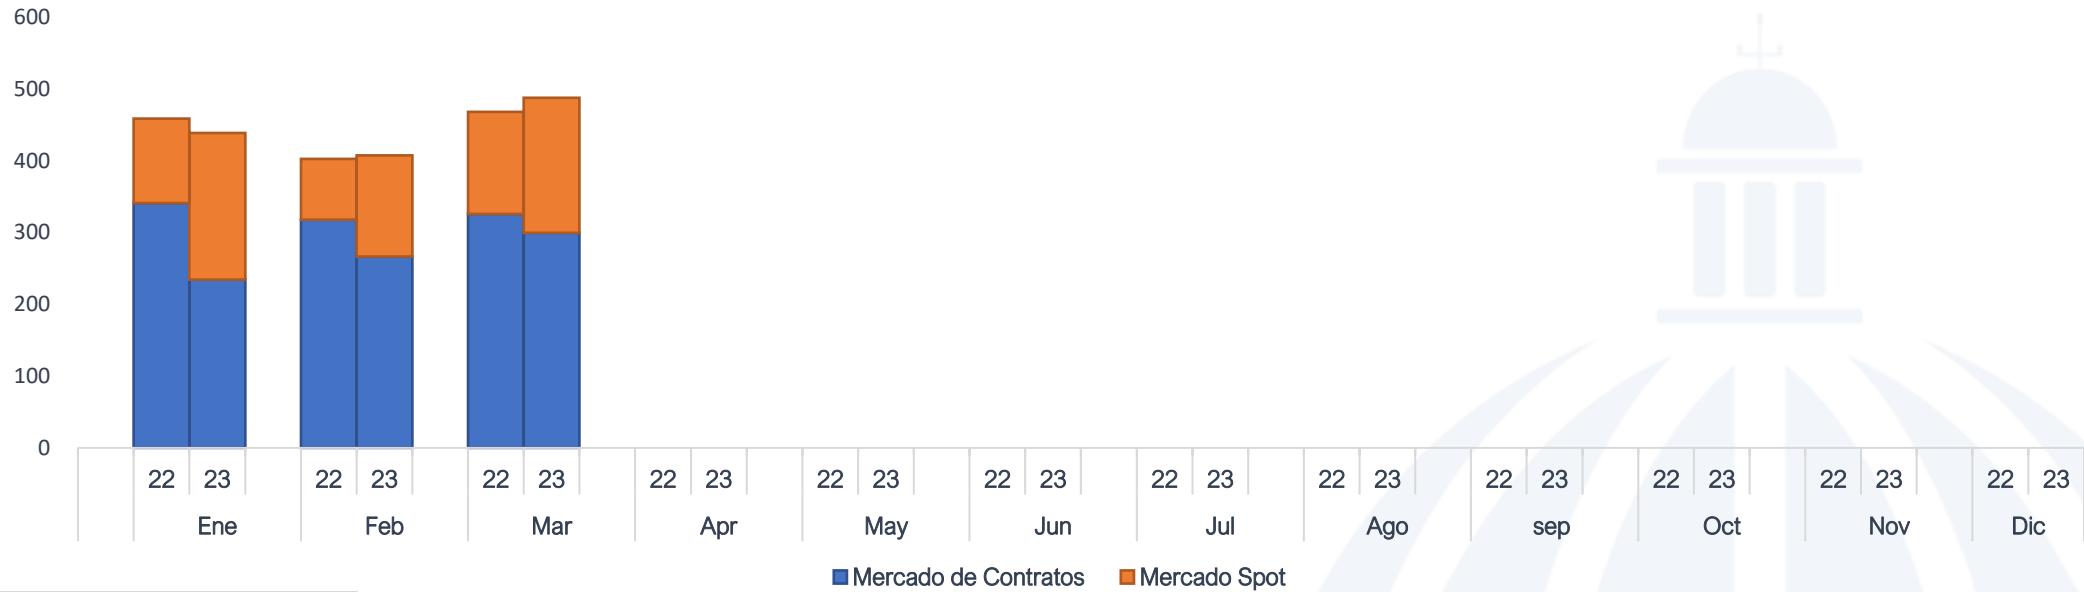 600
500
400
300
200
100
0
22 23 22 23 22 23 22 23 22 23 22 23 22 23 22 23 22 23 22 23 22 23 22 23
Ene Feb Mar Apr May Jun Jul Ago sep Oct Nov Dic
Mercado de Contratos Mercado Spot